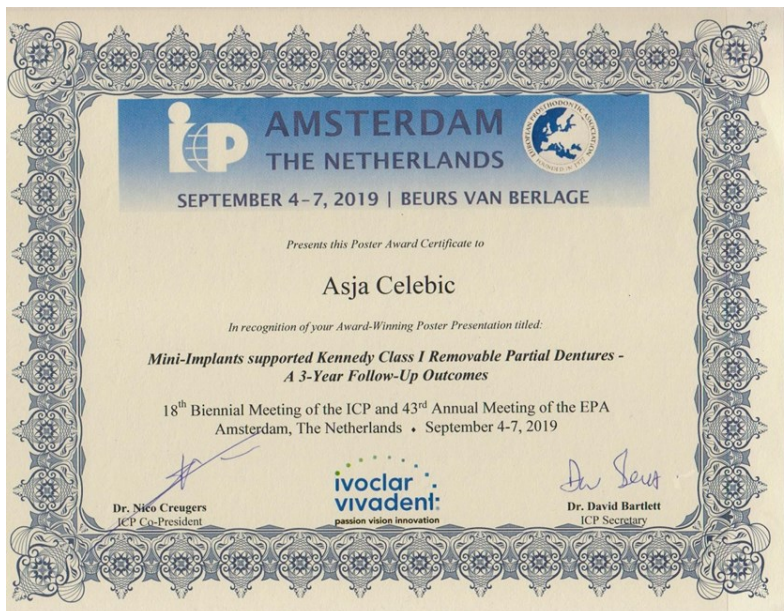 icp
AMSTERDAM
THE NETHERLANDS
EUROPEAN PROSTHODONTIC ASSOCIATION
SEPTEMBER 4-7, 2019 | BEURS VAN BERLAGE
Presents this Poster Award Certificate to
Asja Celebic
In recognition of your Award-Winning Poster Presentation titled:
Mini-Implants supported Kennedy Class I Removable Partial Dentures -
A 3-Year Follow-Up Outcomes
18th Biennial Meeting of the ICP and 43rd Annual Meeting of the EPA
Amsterdam, The Netherlands • September 4-7, 2019
ivoclar
vivadent:
passion vision innovation
Dr. Nico Creugers
ICP Co-President
Dr. David Bartlett
ICP Secretary